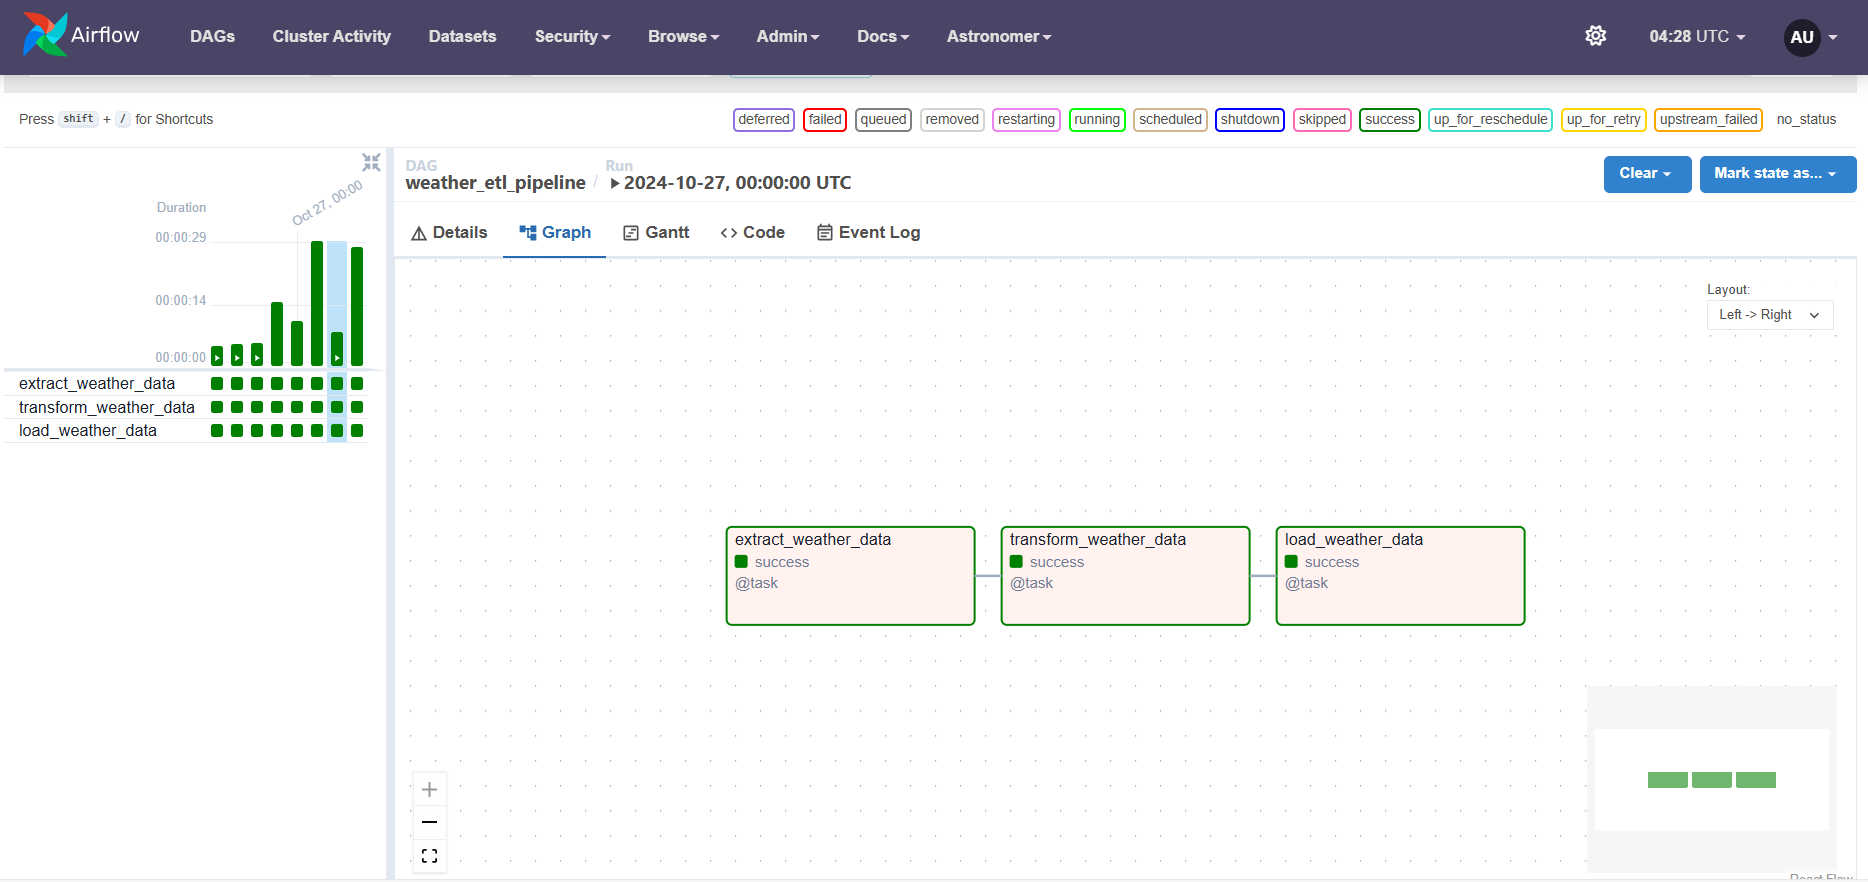 Airflow DAGs Cluster Activity Datasets Security Browse Admin Docs Astronomer 04:28 UTC AU
Press shift + / for Shortcuts
deferred failed queued removed restarting running scheduled shutdown skipped success up_for_reschedule up_for_retry upstream_failed no_status
DAG
weather_etl_pipeline /
Run
2024-10-27, 00:00:00 UTC
Clear
Mark state as...
Oct 27, 00:00
Duration
00:00:29
00:00:14
00:00:00
extract_weather_data
transform_weather_data
load_weather_data
Details Graph Gantt <> Code Event Log
Layout:
Left -> Right
extract_weather_data
success
@task
transform_weather_data
success
@task
load_weather_data
success
@task
React Flow